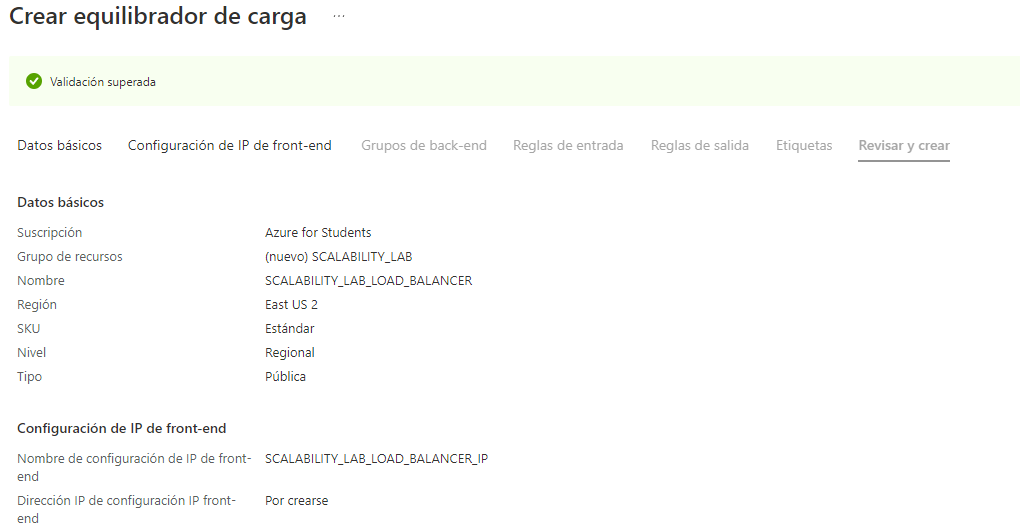 Crear equilibrador de carga ...
Validación superada
Datos básicos Configuración de IP de front-end Grupos de back-end Reglas de entrada Reglas de salida Etiquetas Revisar y crear
Datos básicos
Suscripción Azure for Students
Grupo de recursos (nuevo) SCALABILITY_LAB
Nombre SCALABILITY_LAB_LOAD_BALANCER
Región East US 2
SKU Estándar
Nivel Regional
Tipo Pública
Configuración de IP de front-end
Nombre de configuración de IP de front- SCALABILITY_LAB_LOAD_BALANCER_IP
end
Dirección IP de configuración IP front- Por crearse
end